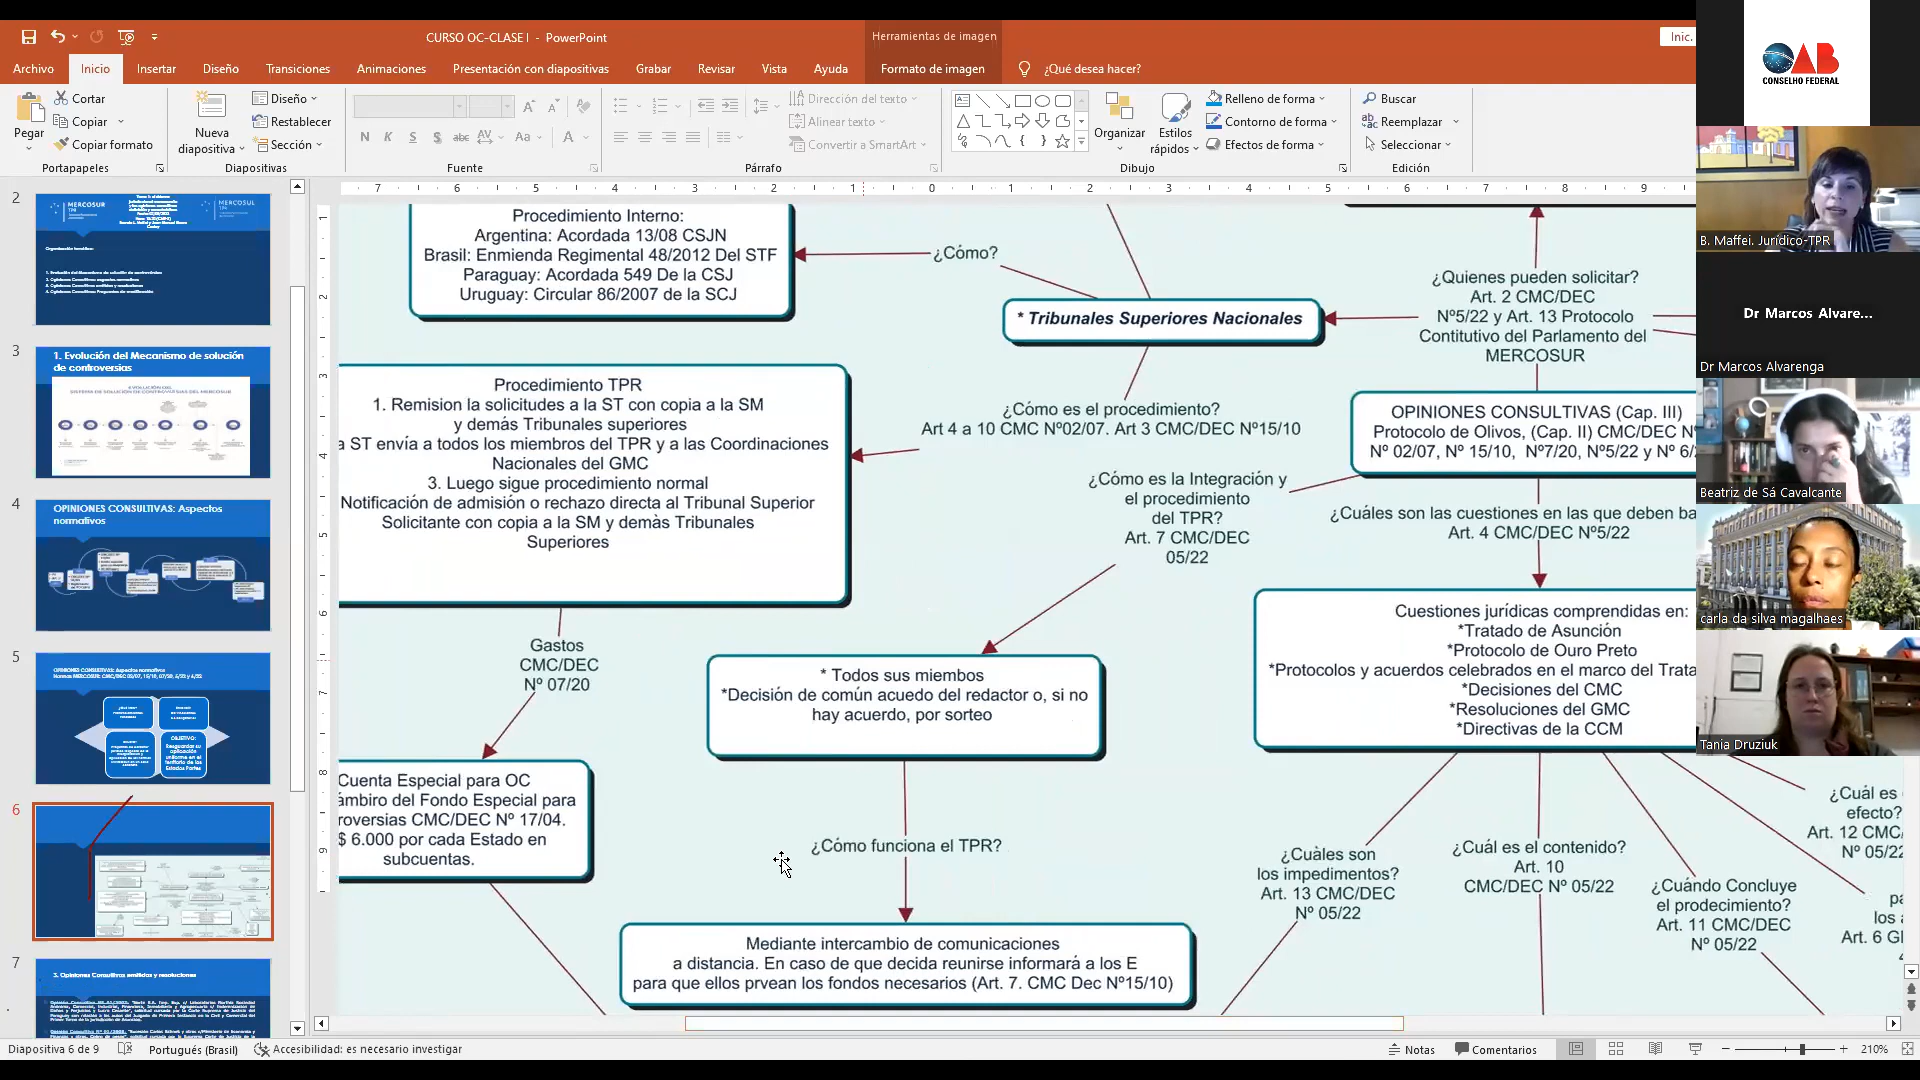 CURSO OC-CLASE I - PowerPoint
Herramientas de imagen
Inic.
Archivo
Inicio
Insertar
Diseño
Transiciones
Animaciones
Presentación con diapositivas
Grabar
Revisar
Vista
Ayuda
Formato de imagen
¿Qué desea hacer?
Pegar
Cortar
Copiar
Copiar formato
Portapapeles
Nueva
diapositiva
Diseño
Restablecer
Sección
Diapositivas
Fuente
Dirección del texto
Alinear texto
Convertir a SmartArt
Párrafo
Organizar
Estilos
rápidos
Relleno de forma
Contorno de forma
Efectos de forma
Dibujo
Buscar
Reemplazar
Seleccionar
Edición
2
3
1. Evolución del Mecanismo de solución
de controversias
4
OPINIONES CONSULTIVAS: Aspectos
normativos
5
6
7
3. Opiniones Consultivas emitidas y resoluciones
Procedimiento Interno:
Argentina: Acordada 13/08 CSJN
Brasil: Enmienda Regimental 48/2012 Del STF
Paraguay: Acordada 549 De la CSJ
Uruguay: Circular 86/2007 de la SCJ
¿Cómo?
* Tribunales Superiores Nacionales
¿Quienes pueden solicitar?
Art. 2 CMC/DEC
Nº5/22 y Art. 13 Protocolo
Contitutivo del Parlamento del
MERCOSUR
Procedimiento TPR
1. Remision la solicitudes a la ST con copia a la SM
y demás Tribunales superiores
a ST envía a todos los miembros del TPR y a las Coordinaciones
Nacionales del GMC
3. Luego sigue procedimiento normal
Notificación de admisión o rechazo directa al Tribunal Superior
Solicitante con copia a la SM y demàs Tribunales
Superiores
¿Cómo es el procedimiento?
Art 4 a 10 CMC Nº02/07. Art 3 CMC/DEC Nº15/10
OPINIONES CONSULTIVAS (Cap. III)
Protocolo de Olivos, (Cap. II) CMC/DEC N
Nº 02/07, Nº 15/10, Nº7/20, Nº5/22 y Nº 6/
¿Cómo es la Integración y
el procedimiento
del TPR?
Art. 7 CMC/DEC
05/22
¿Cuáles son las cuestiones en las que deben ba
Art. 4 CMC/DEC Nº5/22
Gastos
CMC/DEC
Nº 07/20
* Todos sus miembos
*Decisión de común acuedo del redactor o, si no
hay acuerdo, por sorteo
Cuestiones jurídicas comprendidas en:
*Tratado de Asunción
*Protocolo de Ouro Preto
*Protocolos y acuerdos celebrados en el marco del Trata
*Decisiones del CMC
*Resoluciones del GMC
*Directivas de la CCM
Cuenta Especial para OC
ámbiro del Fondo Especial para
roversias CMC/DEC Nº 17/04.
$ 6.000 por cada Estado en
subcuentas.
¿Cómo funciona el TPR?
Mediante intercambio de comunicaciones
a distancia. En caso de que decida reunirse informará a los E
para que ellos prvean los fondos necesarios (Art. 7. CMC Dec Nº15/10)
¿Cuàles son
los impedimentos?
Art. 13 CMC/DEC
Nº 05/22
¿Cuál es el contenido?
Art. 10
CMC/DEC Nº 05/22
¿Cuándo Concluye
el prodecimiento?
Art. 11 CMC/DEC
Nº 05/22
¿Cuál es
efecto?
Art. 12 CMC
Nº 05/22
pa
los a
Art. 6 G
OAB
CONSELHO FEDERAL
B. Maffei. Jurídico-TPR
Dr Marcos Alvare...
Dr Marcos Alvarenga
Beatriz de Sá Cavalcante
carla da silva magalhaes
Tania Druziuk
Diapositiva 6 de 9
Português (Brasil)
Accesibilidad: es necesario investigar
Notas
Comentarios
210%